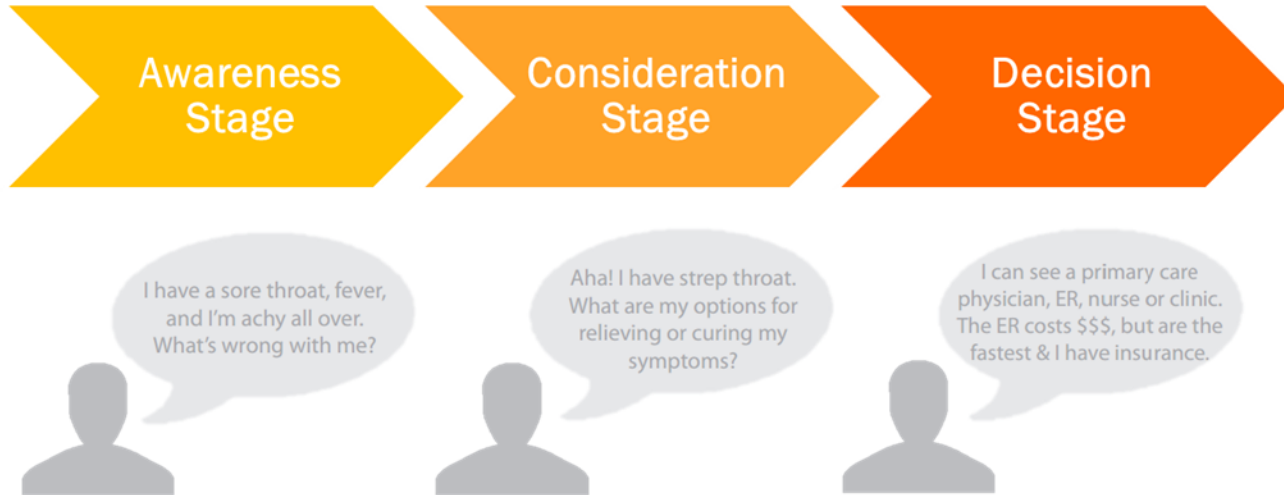 Awareness
Stage
Consideration
Stage
Decision
Stage
I have a sore throat, fever,
and I'm achy all over.
What's wrong with me?
Aha! I have strep throat.
What are my options for
relieving or curing my
symptoms?
I can see a primary care
physician, ER, nurse or clinic.
The ER costs $$$, but are the
fastest & I have insurance.